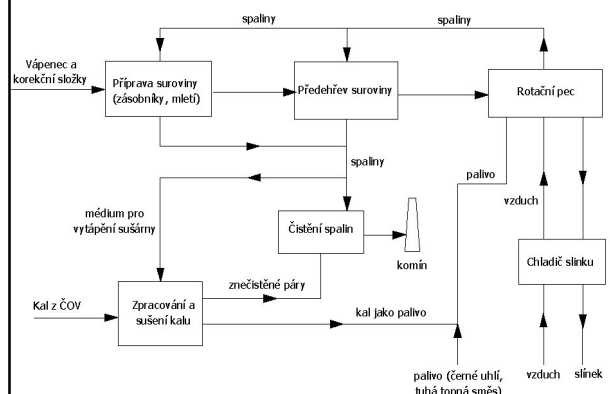 spaliny
spaliny
Vápenec a
korekční složky
Příprava suroviny
(zásobníky, mletí)
Předehřev suroviny
Rotační pec
spaliny
palivo
vzduch
médium pro
vytápění sušárny
Čistění spalin
komín
Chladič slinku
znečistěné páry
Kal z ČOV
Zpracování a
sušení kalu
kal jako palivo
palivo (černé uhlí,
tuhá topná směs)
vzduch
slínek